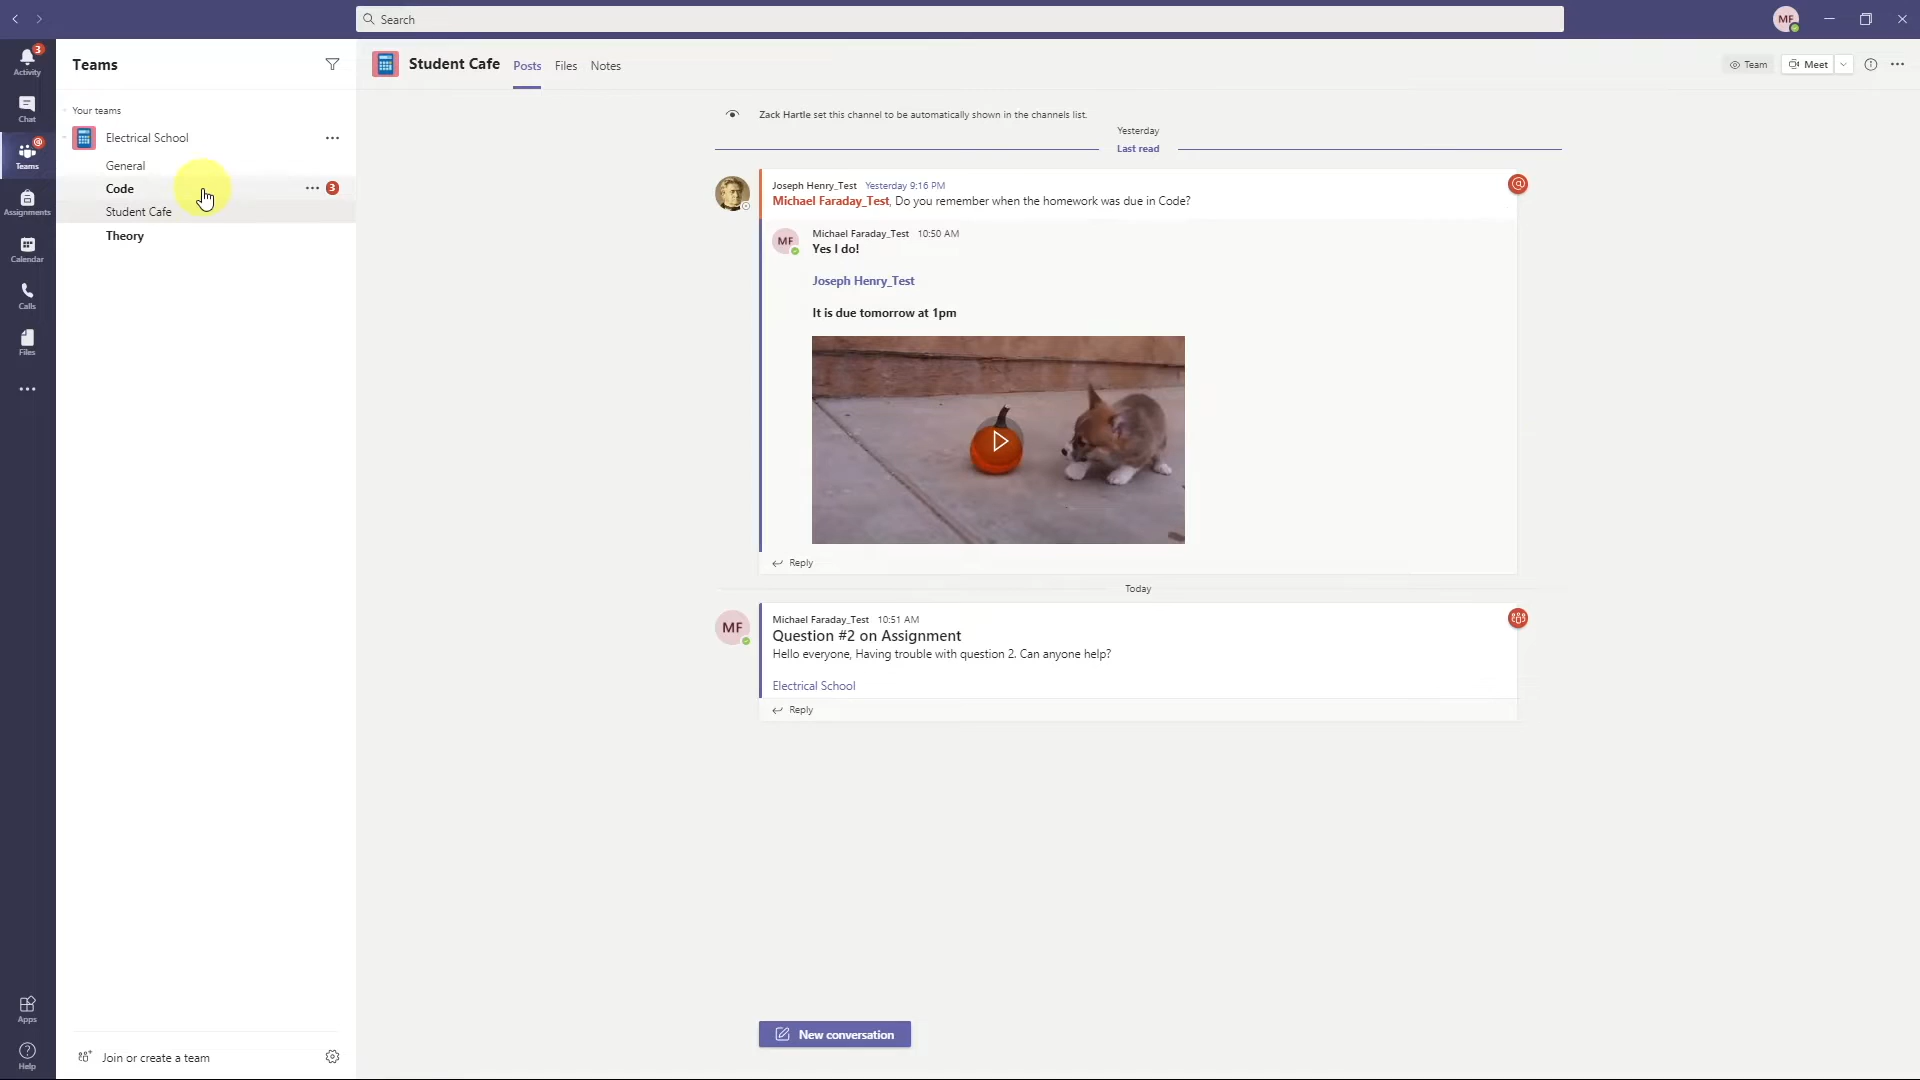 Search
MF
3
Activity
Chat
Teams
Assignments
Calendar
Calls
Files
Apps
Help
Teams
Your teams
Electrical School
General
Code
3
Student Cafe
Theory
Join or create a team
Student Cafe Posts Files Notes
Team Meet
Zack Hartle set this channel to be automatically shown in the channels list.
Yesterday
Last read
Joseph Henry_Test Yesterday 9:16 PM
Michael Faraday_Test, Do you remember when the homework was due in Code?
@
MF
Michael Faraday_Test 10:50 AM
Yes I do!
Joseph Henry_Test
It is due tomorrow at 1pm
Reply
Today
MF
Michael Faraday_Test 10:51 AM
Question #2 on Assignment
Hello everyone, Having trouble with question 2. Can anyone help?
Electrical School
Reply
New conversation